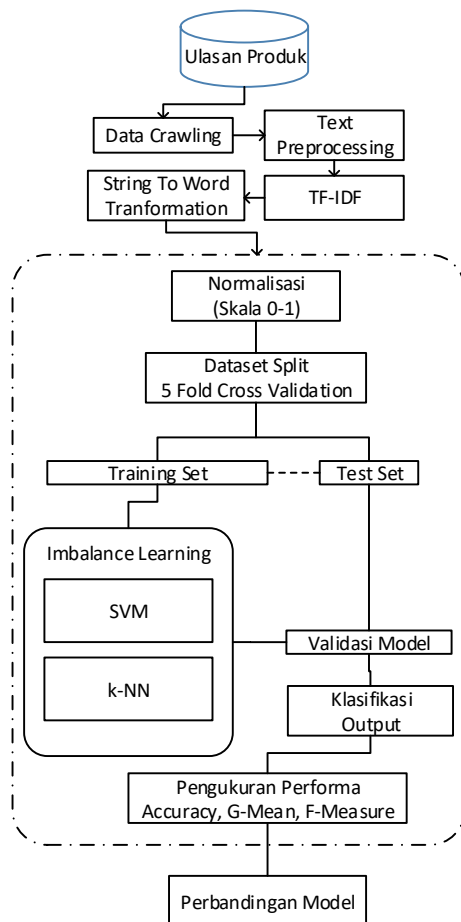 Ulasan Produk
Data Crawling
Text
Preprocessing
String To Word
Tranformation
TF-IDF
Normalisasi
(Skala 0-1)
Dataset Split
5 Fold Cross Validation
Training Set
Test Set
Imbalance Learning
SVM
k-NN
Validasi Model
Klasifikasi
Output
Pengukuran Performa
Accuracy, G-Mean, F-Measure
Perbandingan Model